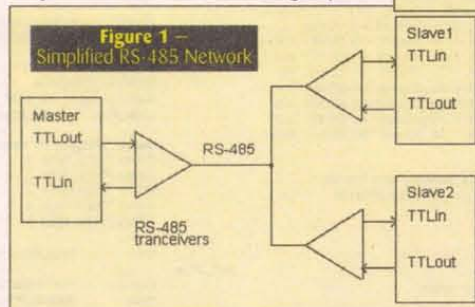 Figure 1 –
Simplified RS-485 Network
Master
TTLout
TTLin
RS-485
RS-485
tranceivers
Slave1
TTLin
TTLout
Slave2
TTLin
TTLout